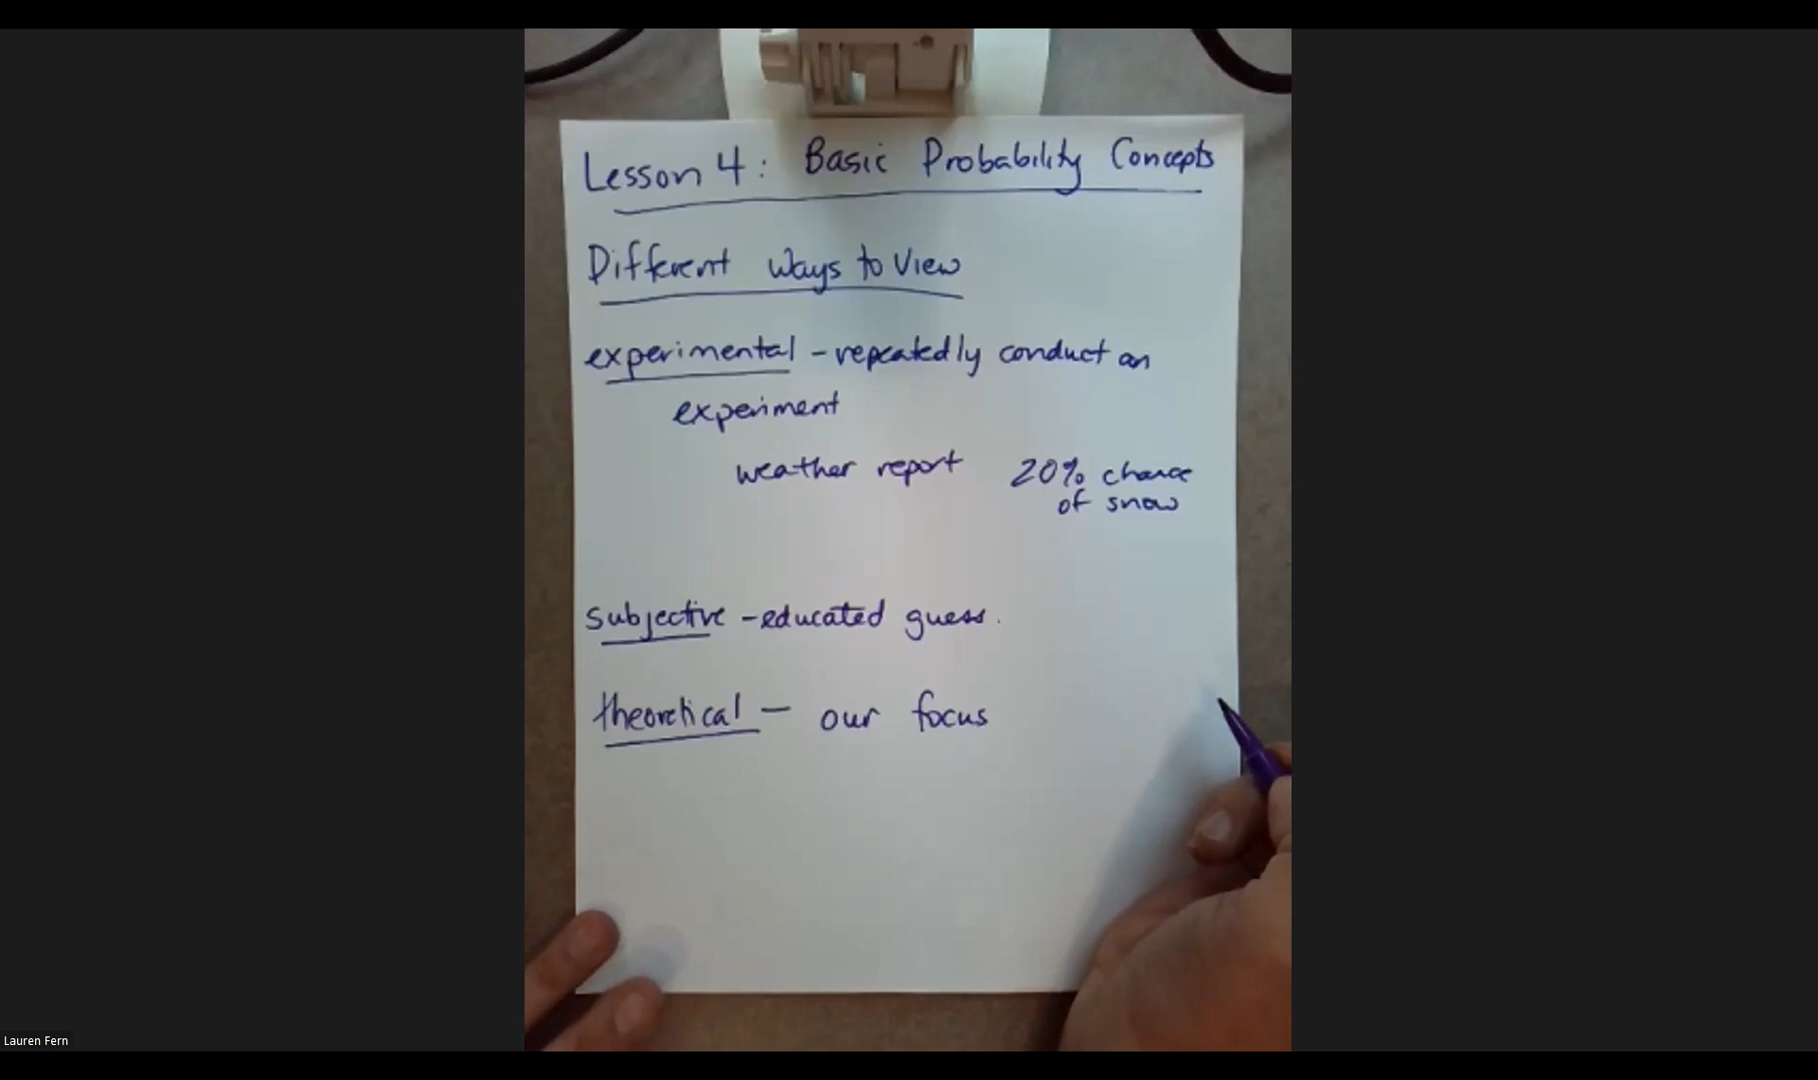 Lesson 4: Basic Probability Concepts
Different Ways to View
experimental - repeatedly conduct an
experiment
weather report 20% chance
of snow
subjective - educated guess.
theoretical - our focus
Lauren Fern